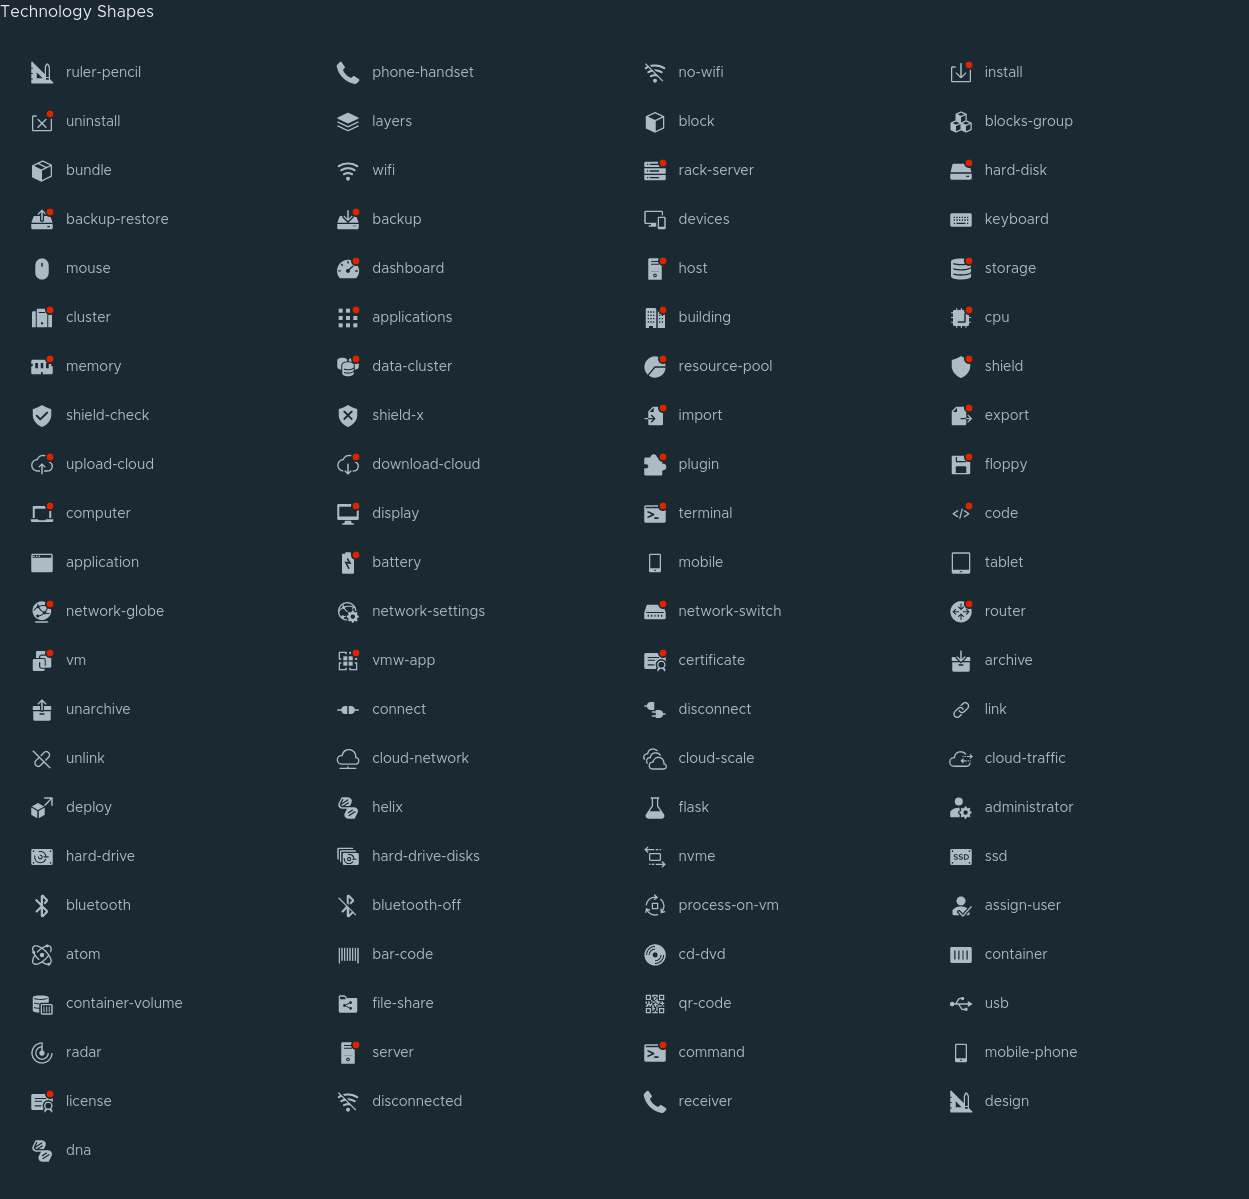 Technology Shapes
ruler-pencil phone-handset no-wifi install
uninstall layers block blocks-group
bundle wifi rack-server hard-disk
backup-restore backup devices keyboard
mouse dashboard host storage
cluster applications building cpu
memory data-cluster resource-pool shield
shield-check shield-x import export
upload-cloud download-cloud plugin floppy
computer display terminal code
application battery mobile tablet
network-globe network-settings network-switch router
vm vmw-app certificate archive
unarchive connect disconnect link
unlink cloud-network cloud-scale cloud-traffic
deploy helix flask administrator
hard-drive hard-drive-disks nvme SSD ssd
bluetooth bluetooth-off process-on-vm assign-user
atom bar-code cd-dvd container
container-volume file-share qr-code usb
radar server command mobile-phone
license disconnected receiver design
dna